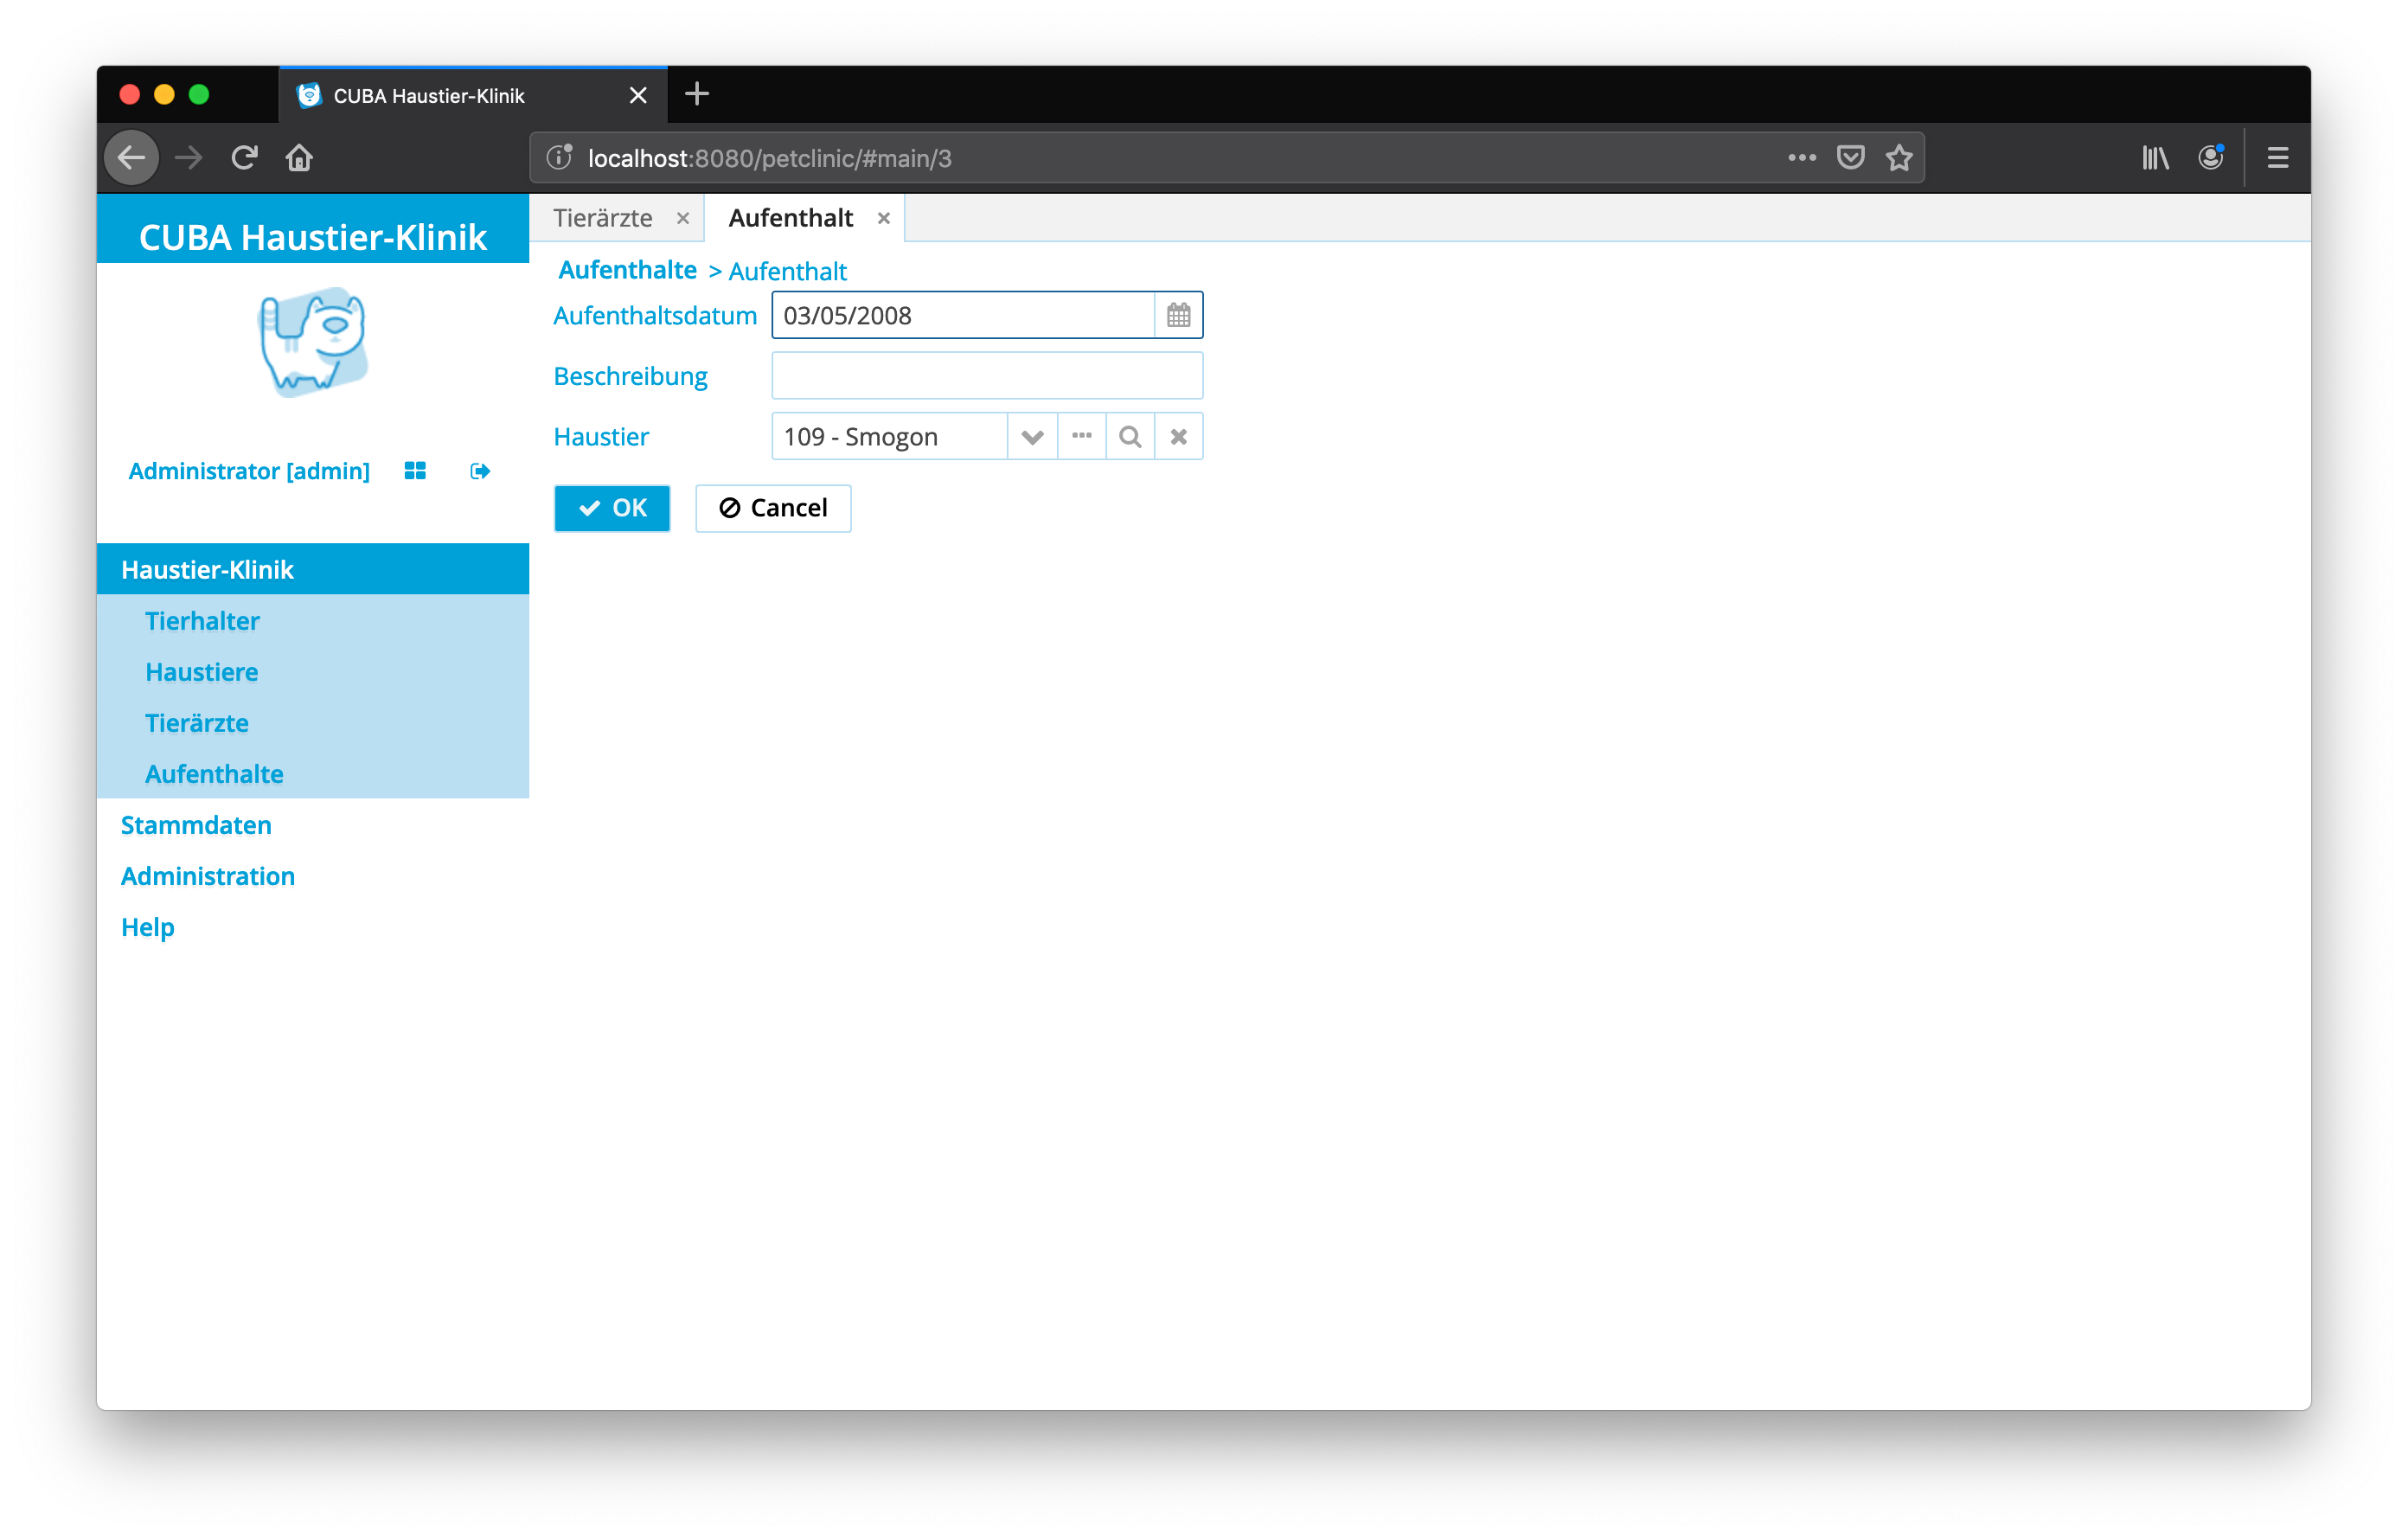 CUBA Haustier-Klinik
localhost:8080/petclinic/#main/3
CUBA Haustier-Klinik
Administrator [admin]
Haustier-Klinik
Tierhalter
Haustiere
Tierärzte
Aufenthalte
Stammdaten
Administration
Help
Tierärzte Aufenthalt
Aufenthalte > Aufenthalt
Aufenthaltsdatum 03/05/2008
Beschreibung
Haustier 109 - Smogon
OK Cancel